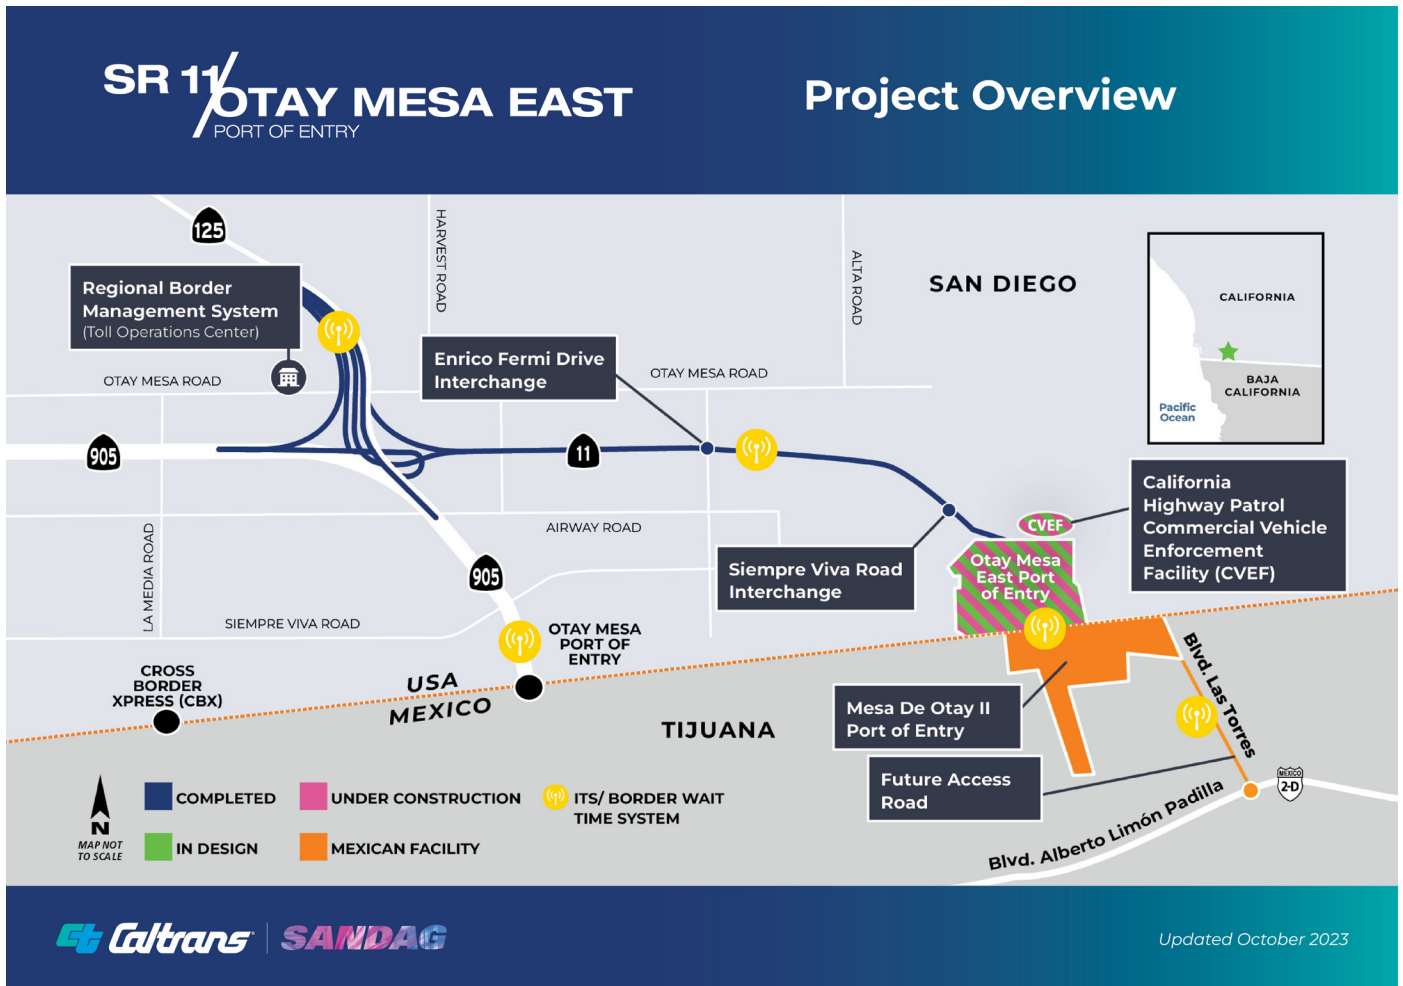 SR 11/
OTAY MESA EAST
PORT OF ENTRY
Project Overview
125
HARVEST ROAD
ALTA ROAD
SAN DIEGO
CALIFORNIA
BAJA
CALIFORNIA
Pacific
Ocean
Regional Border
Management System
(Toll Operations Center)
OTAY MESA ROAD
Enrico Fermi Drive
Interchange
OTAY MESA ROAD
905
11
California
Highway Patrol
Commercial Vehicle
Enforcement
Facility (CVEF)
CVEF
LA MEDIA ROAD
AIRWAY ROAD
905
Siempre Viva Road
Interchange
Otay Mesa
East Port
of Entry
SIEMPRE VIVA ROAD
OTAY MESA
PORT OF
ENTRY
CROSS
BORDER
XPRESS (CBX)
USA
MEXICO
TIJUANA
Mesa De Otay II
Port of Entry
Blvd. Las Torres
Future Access
Road
MEXICO
2-D
Blvd. Alberto Limón Padilla
N
MAP NOT
TO SCALE
COMPLETED
UNDER CONSTRUCTION
ITS/ BORDER WAIT
TIME SYSTEM
IN DESIGN
MEXICAN FACILITY
ct Caltrans
SANDAG
Updated October 2023